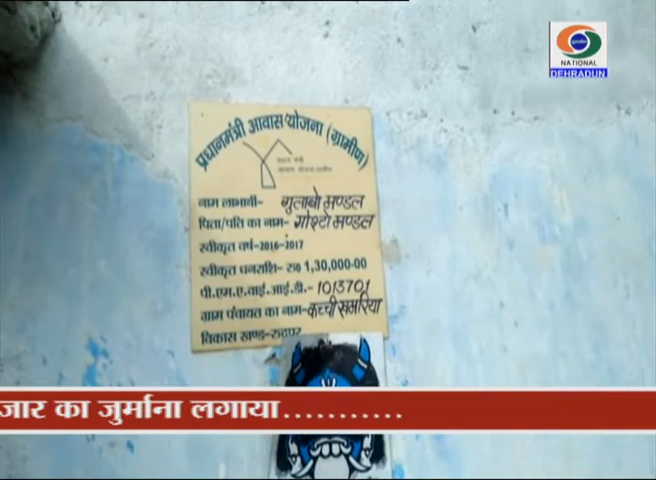 NATIONAL
DEHRADUN
प्रधानमंत्री आवास योजना (ग्रामीण)
नाम लाभार्थी- गुलाबो मण्डल
पिता/पति का नाम- गोश्टो मण्डल
स्वीकृत वर्ष-2016-2017
स्वीकृत धनराशि- रु0 1,30,000-00
पी.एम.ए.वाई.आई.डी.- 1013701
ग्राम पंचायत का नाम- कच्ची खमरिया
विकास खण्ड-रुद्रपुर
जार का जुर्माना लगाया...........